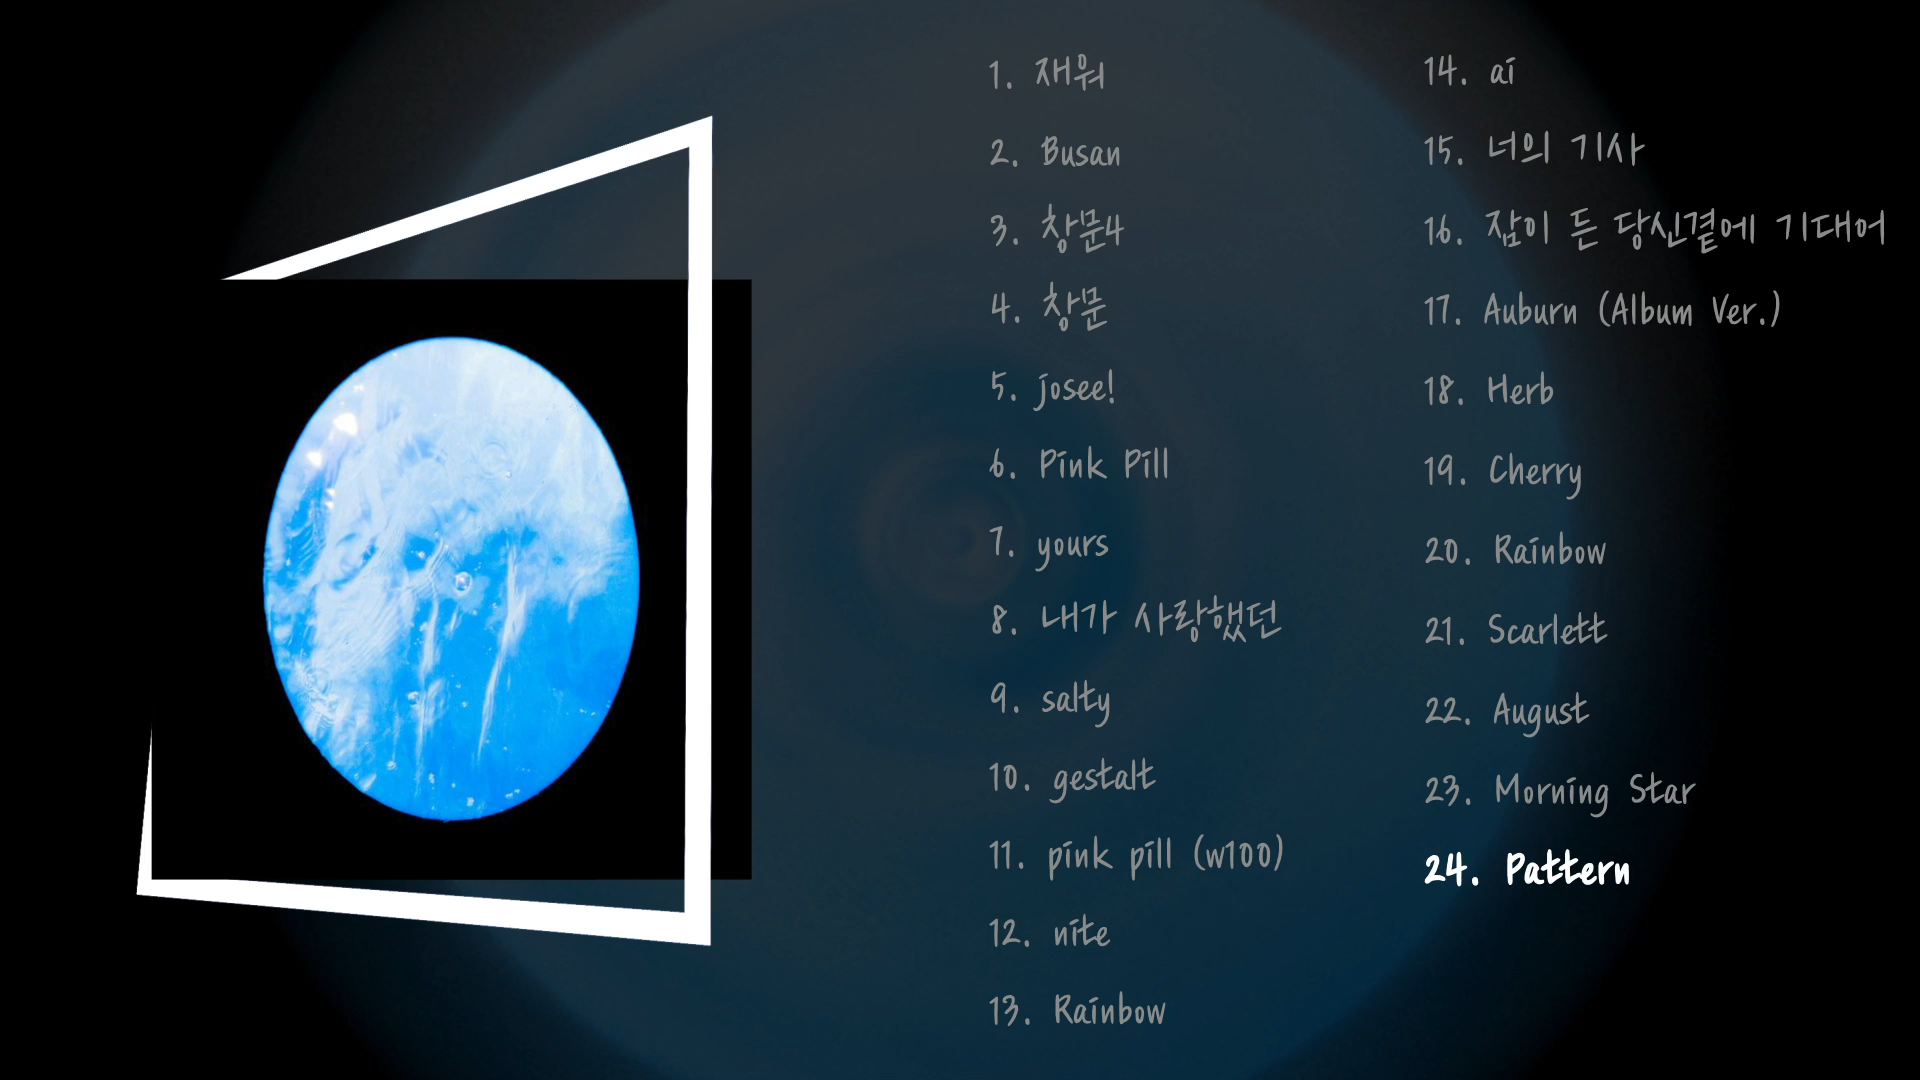 1. 재워
2. Busan
3. 창문4
4. 창문
5. josee!
6. Pink Pill
7. yours
8. 내가 사랑했던
9. salty
10. gestalt
11. pink pill (w100)
12. nite
13. Rainbow
14. ai
15. 너의 기사
16. 잠이 든 당신곁에 기대어
17. Auburn (Album Ver.)
18. Herb
19. Cherry
20. Rainbow
21. Scarlett
22. August
23. Morning Star
24. Pattern